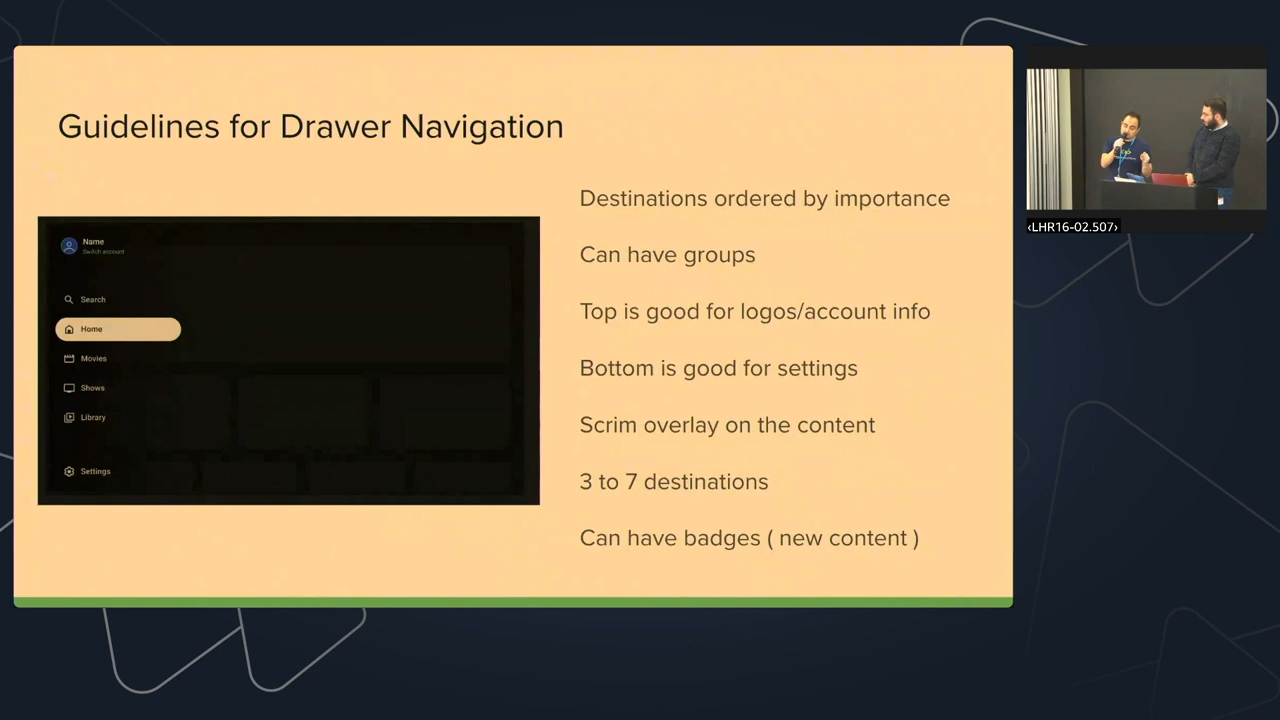 Guidelines for Drawer Navigation
Name
Switch account
Search
Home
Movies
Shows
Library
Settings
Destinations ordered by importance
Can have groups
Top is good for logos/account info
Bottom is good for settings
Scrim overlay on the content
3 to 7 destinations
Can have badges ( new content )
‹LHR16-02.507›